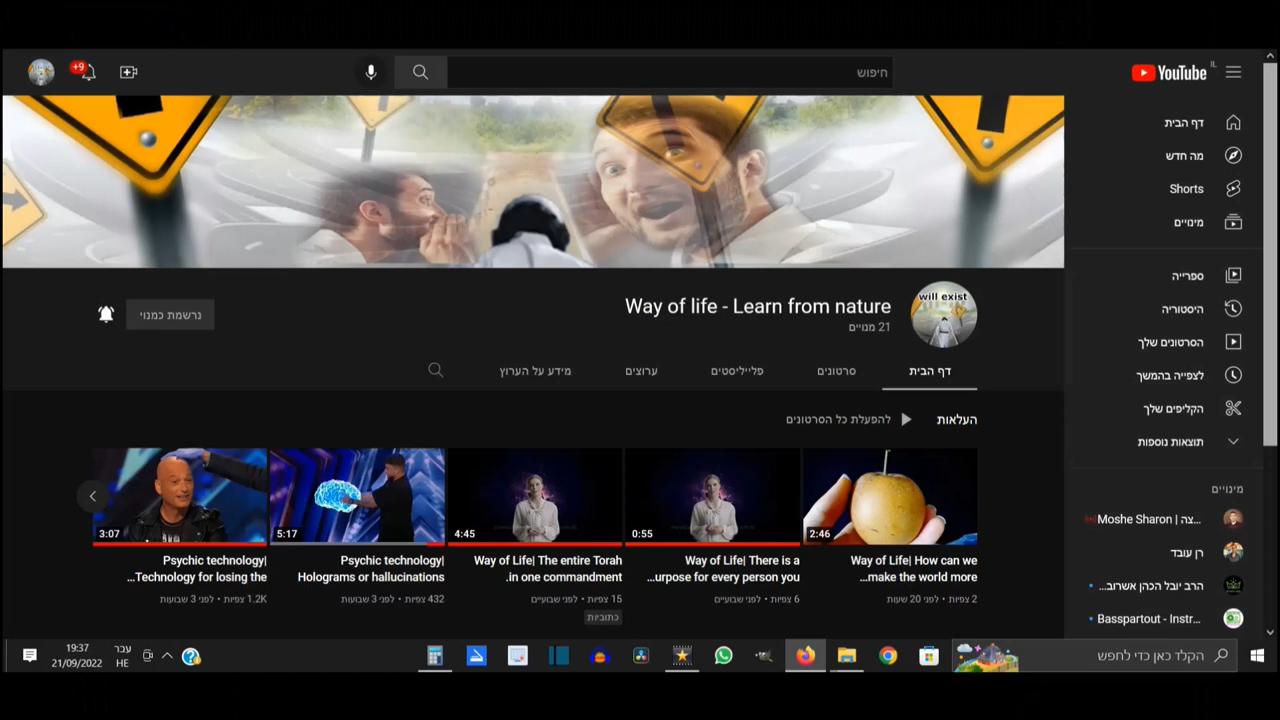 +9
חיפוש
YouTube IL
דף הבית
מה חדש
Shorts
מינויים
ספרייה
היסטוריה
הסרטונים שלך
לצפייה בהמשך
הקליפים שלך
תוצאות נוספות
מינויים
Moshe Sharon | צה...
רן עובד
הרב יובל הכהן אשרוב...
Basspartout - Instr...
will exist
Way of life - Learn from nature
21 מנויים
נרשמת כמנוי
דף הבית
סרטונים
פלייליסטים
ערוצים
מידע על הערוץ
העלאות
להפעלת כל הסרטונים
2:46
Way of Life| How can we
make the world more...
2 צפיות • לפני 20 שעות
0:55
Way of Life| There is a
urpose for every person you...
6 צפיות • לפני שבועיים
4:45
Way of Life| The entire Torah
in one commandment.
15 צפיות • לפני שבועיים
כתוביות
5:17
Psychic technology|
Holograms or hallucinations
432 צפיות • לפני 3 שבועות
3:07
Psychic technology|
Technology for losing the...
1.2K צפיות • לפני 3 שבועות
הקלד כאן כדי לחפש
עבר
HE
19:37
21/09/2022